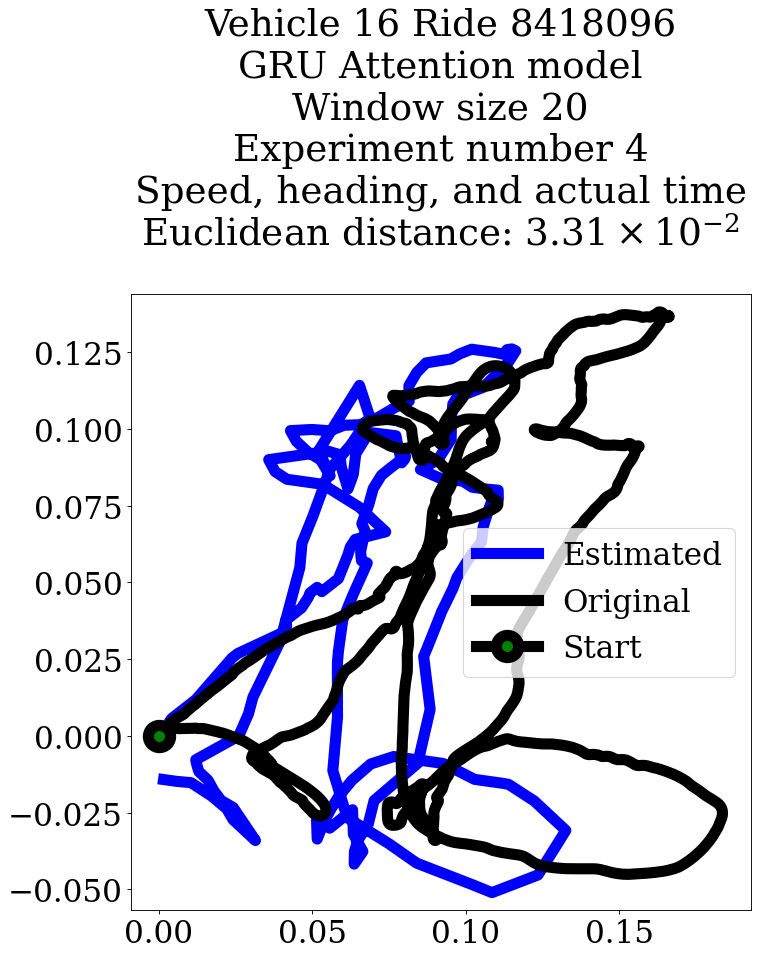 Vehicle 16 Ride 8418096
GRU Attention model
Window size 20
Experiment number 4
Speed, heading, and actual time
Euclidean distance: 3.31 × 10⁻²
0.125
0.100
0.075
0.050
0.025
0.000
−0.025
−0.050
Estimated
Original
Start
0.00 0.05 0.10 0.15